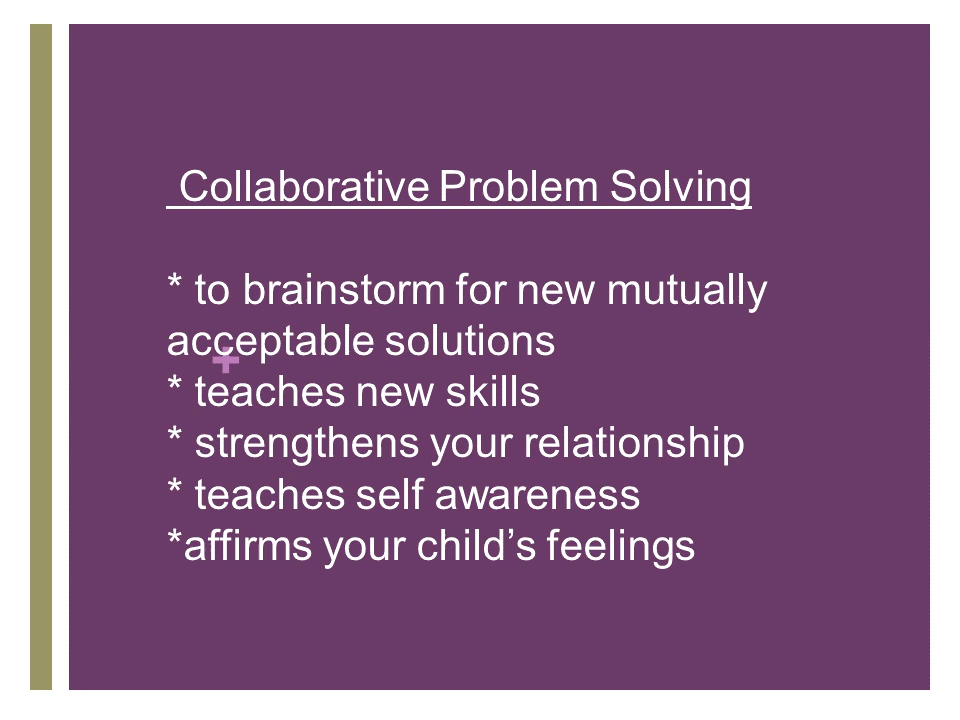 Collaborative Problem Solving
* to brainstorm for new mutually
acceptable solutions
* teaches new skills
* strengthens your relationship
* teaches self awareness
*affirms your child’s feelings